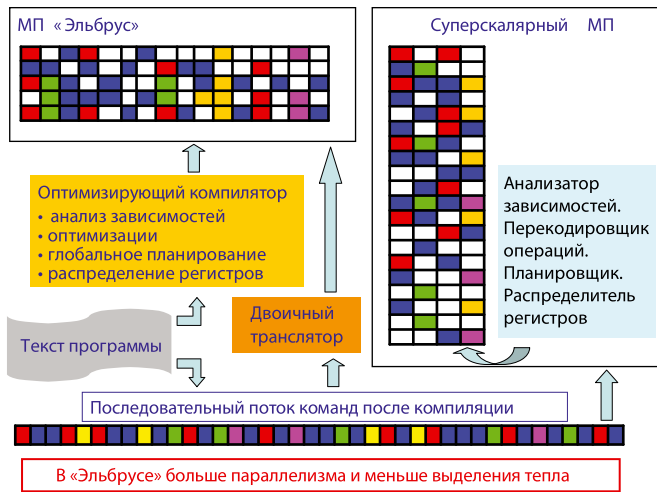 МП « Эльбрус»
Суперскалярный МП
Оптимизирующий компилятор
• анализ зависимостей
• оптимизации
• глобальное планирование
• распределение регистров
Анализатор
зависимостей.
Перекодировщик
операций.
Планировщик.
Распределитель
регистров
Двоичный
транслятор
Текст программы
Последовательный поток команд после компиляции
В «Эльбрусе» больше параллелизма и меньше выделения тепла